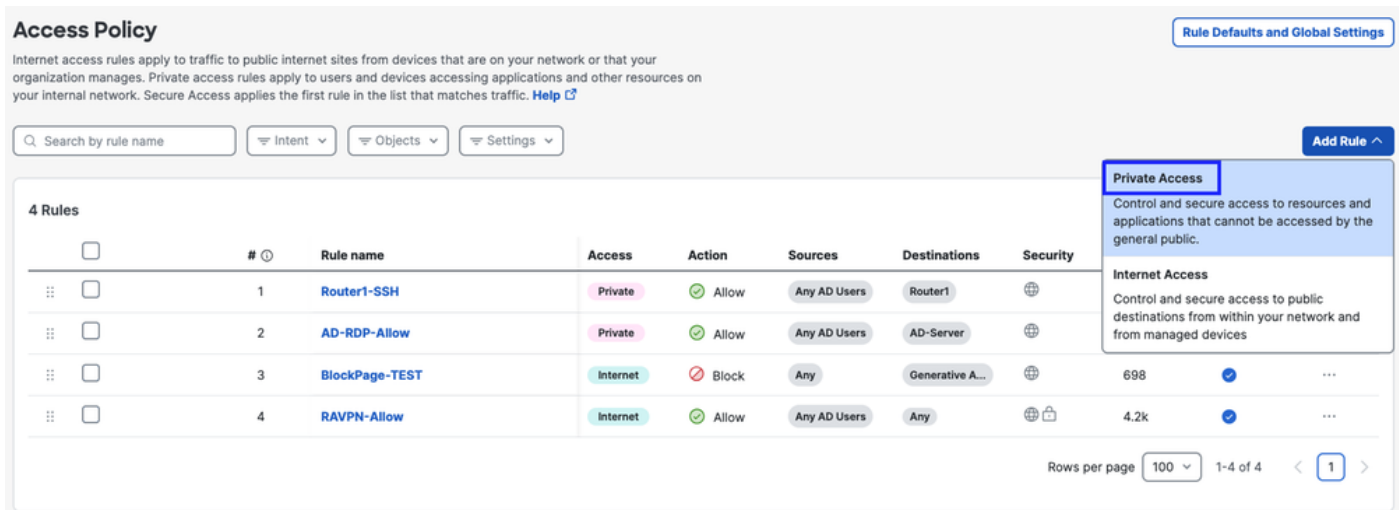 Access Policy
Rule Defaults and Global Settings
Internet access rules apply to traffic to public internet sites from devices that are on your network or that your
organization manages. Private access rules apply to users and devices accessing applications and other resources on
your internal network. Secure Access applies the first rule in the list that matches traffic. Help
Search by rule name Intent Objects Settings Add Rule
Private Access
Control and secure access to resources and
applications that cannot be accessed by the
general public.
Internet Access
Control and secure access to public
destinations from within your network and
from managed devices
4 Rules
# Rule name Access Action Sources Destinations Security
1 Router1-SSH Private Allow Any AD Users Router1
2 AD-RDP-Allow Private Allow Any AD Users AD-Server
3 BlockPage-TEST Internet Block Any Generative A... 698 ...
4 RAVPN-Allow Internet Allow Any AD Users Any 4.2k ...
Rows per page 100 1-4 of 4 < 1 >